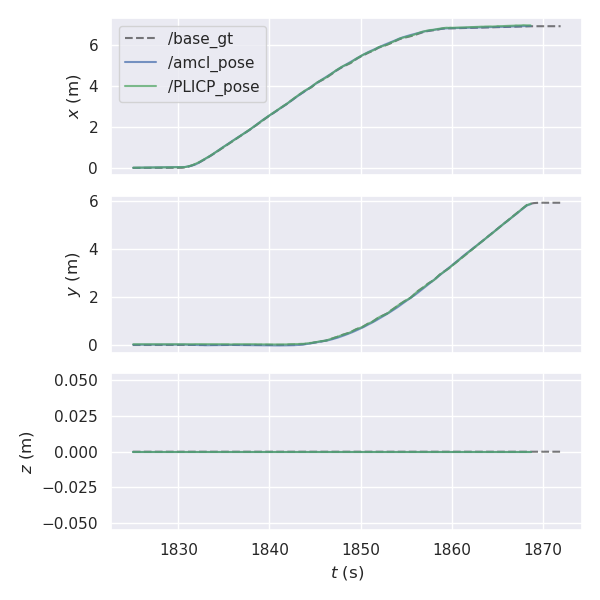 /base_gt
/amcl_pose
/PLICP_pose
6
4
2
0
x (m)
6
4
2
0
y (m)
0.050
0.025
0.000
−0.025
−0.050
z (m)
1830 1840 1850 1860 1870
t (s)